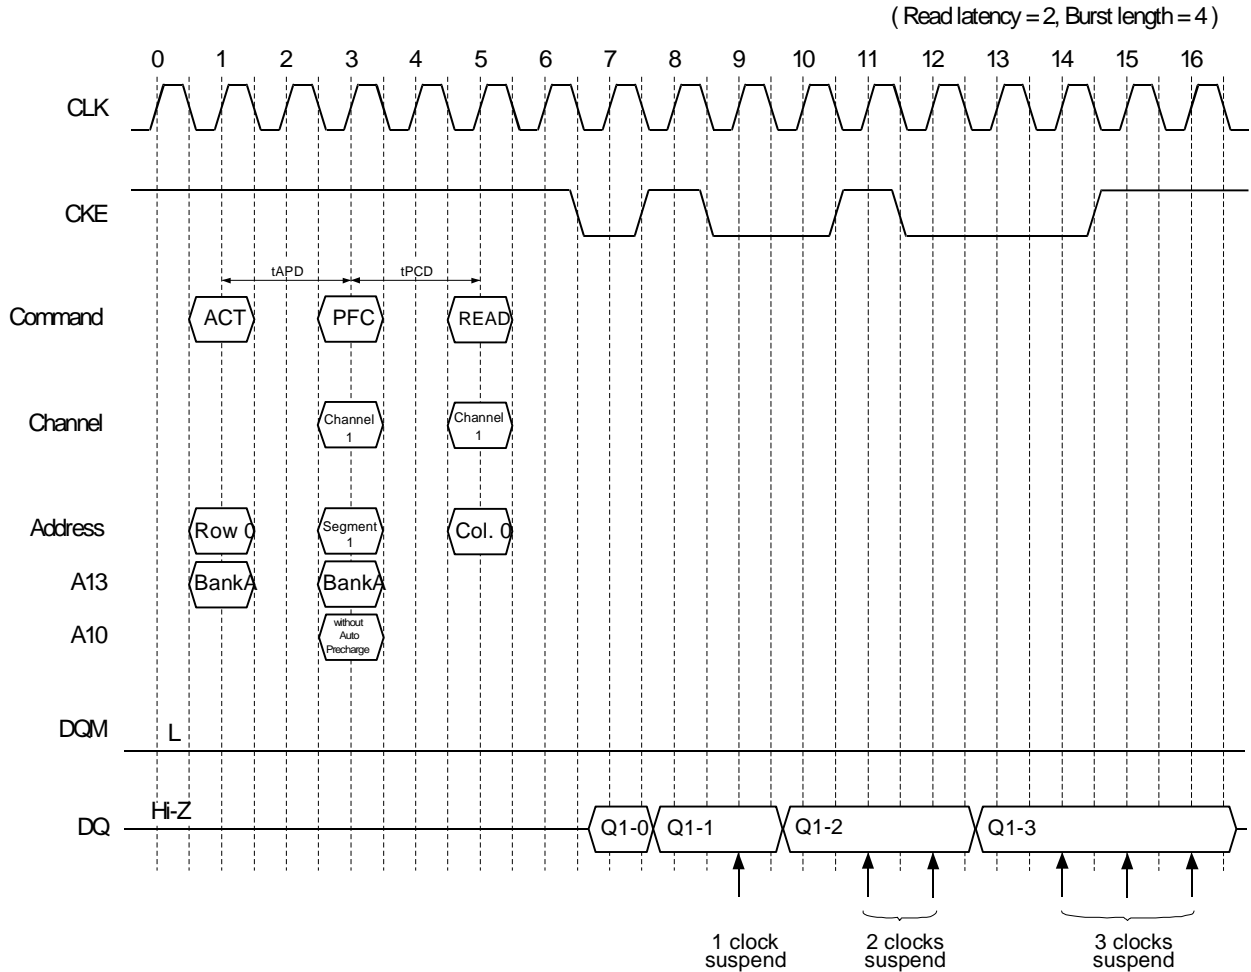 ( Read latency = 2, Burst length = 4 )
0 1 2 3 4 5 6 7 8 9 10 11 12 13 14 15 16
CLK
CKE
tAPD tPCD
Command ACT PFC READ
Channel Channel 1 Channel 1
Address Row 0 Segment 1 Col. 0
A13 BankA BankA
A10 without Auto Precharge
DQM L
Hi-Z
DQ Q1-0 Q1-1 Q1-2 Q1-3
1 clock suspend 2 clocks suspend 3 clocks suspend